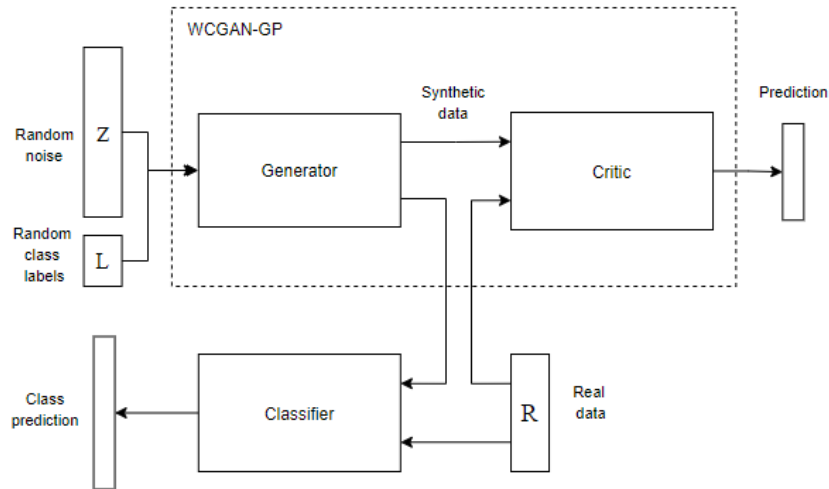 WCGAN-GP
Synthetic
data
Prediction
Random
noise
Z
Generator
Critic
Random
class
labels
L
Class
prediction
Classifier
R
Real
data